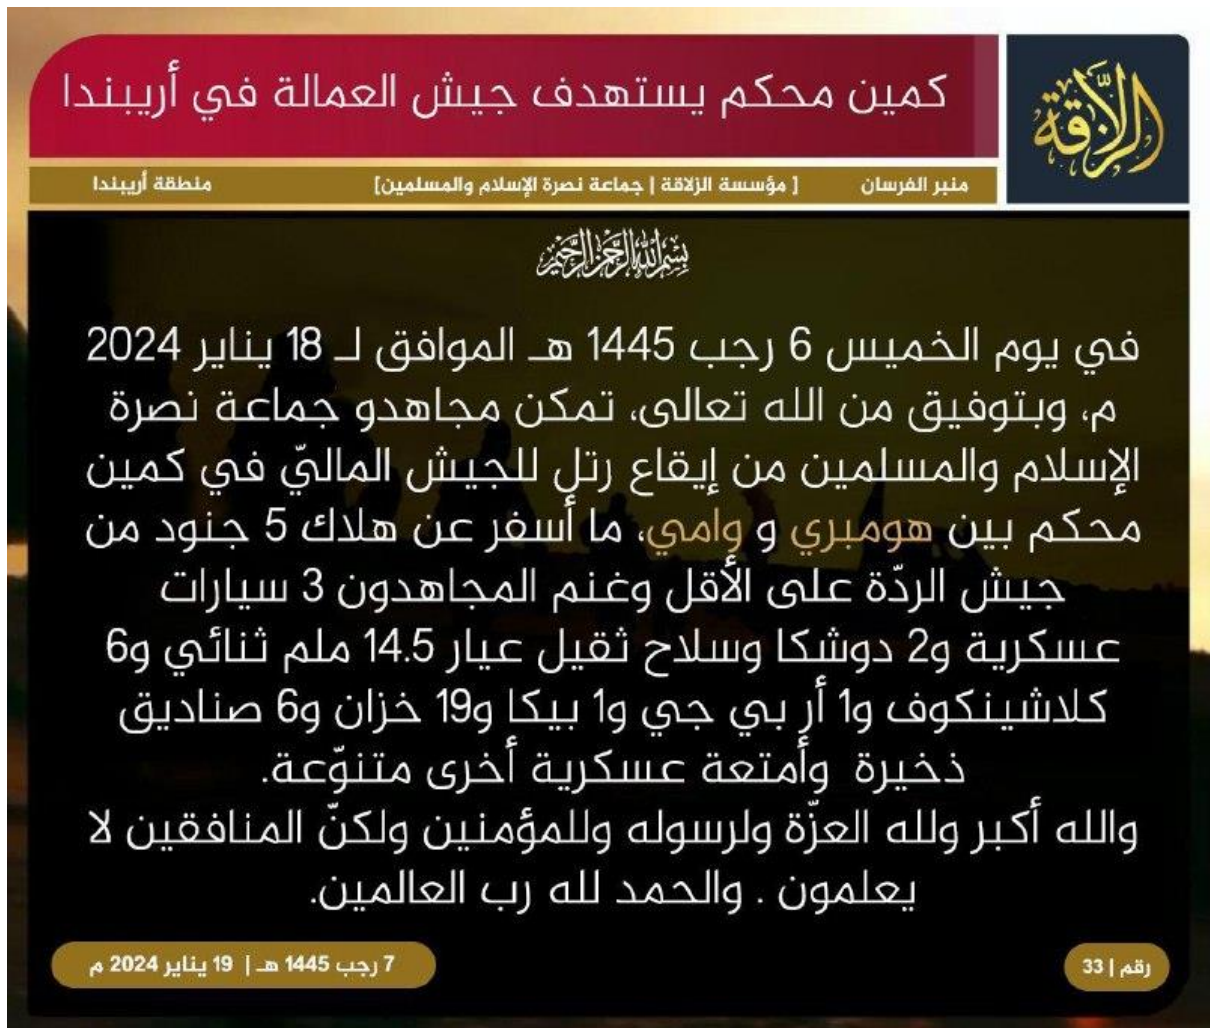 كمين محكم يستهدف جيش العمالة في أريبندا
الزلاقة
منبر الفرسان [ مؤسسة الزلاقة | جماعة نصرة الإسلام والمسلمين] منطقة أريبندا
بسم الله الرحمن الرحيم
في يوم الخميس 6 رجب 1445 هـ الموافق لـ 18 يناير 2024
م، وبتوفيق من الله تعالى، تمكن مجاهدو جماعة نصرة
الإسلام والمسلمين من إيقاع رتل للجيش الماليّ في كمين
محكم بين هومبري و وامي، ما أسفر عن هلاك 5 جنود من
جيش الردّة على الأقل وغنم المجاهدون 3 سيارات
عسكرية و2 دوشكا وسلاح ثقيل عيار 14.5 ملم ثنائي و6
كلاشينكوف و1 أر بي جي و1 بيكا و19 خزان و6 صناديق
ذخيرة وأمتعة عسكرية أخرى متنوّعة.
والله أكبر ولله العزّة ولرسوله وللمؤمنين ولكنّ المنافقين لا
يعلمون . والحمد لله رب العالمين.
رقم | 33
7 رجب 1445 هـ | 19 يناير 2024 م